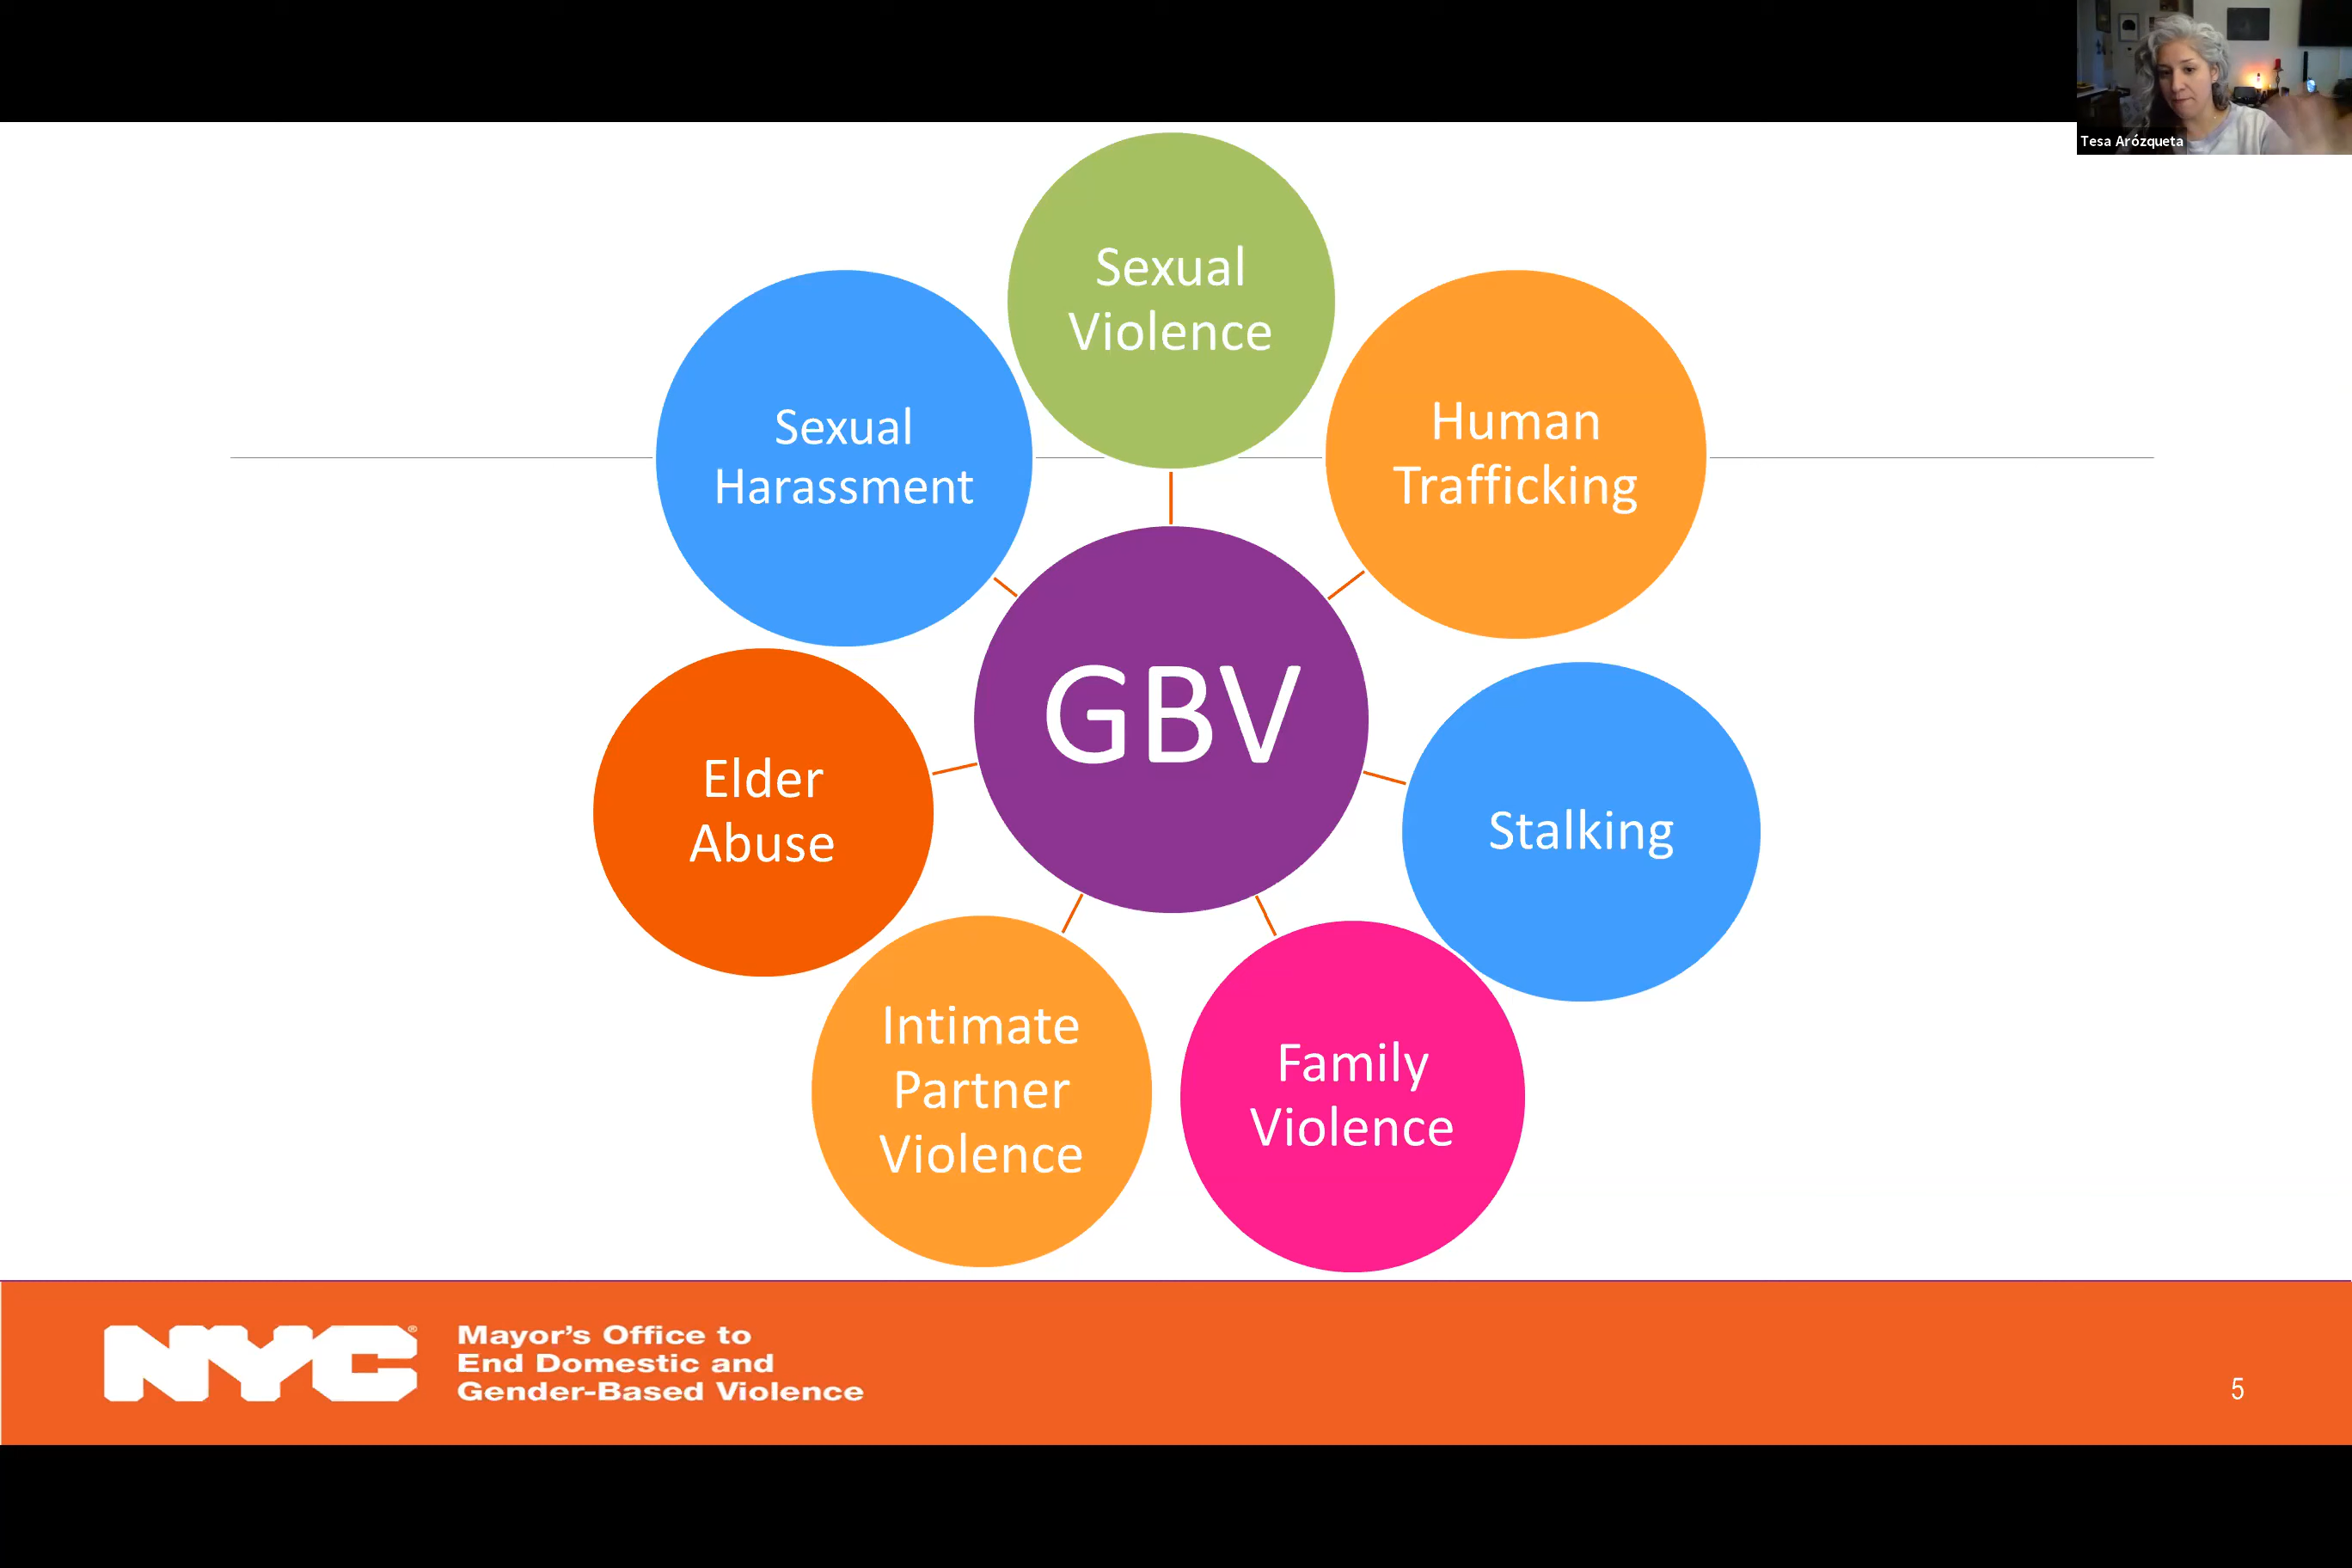 Tesa Arózqueta
Sexual
Violence
Sexual
Harassment
Human
Trafficking
GBV
Elder
Abuse
Stalking
Intimate
Partner
Violence
Family
Violence
NYC®
Mayor's Office to
End Domestic and
Gender-Based Violence
5